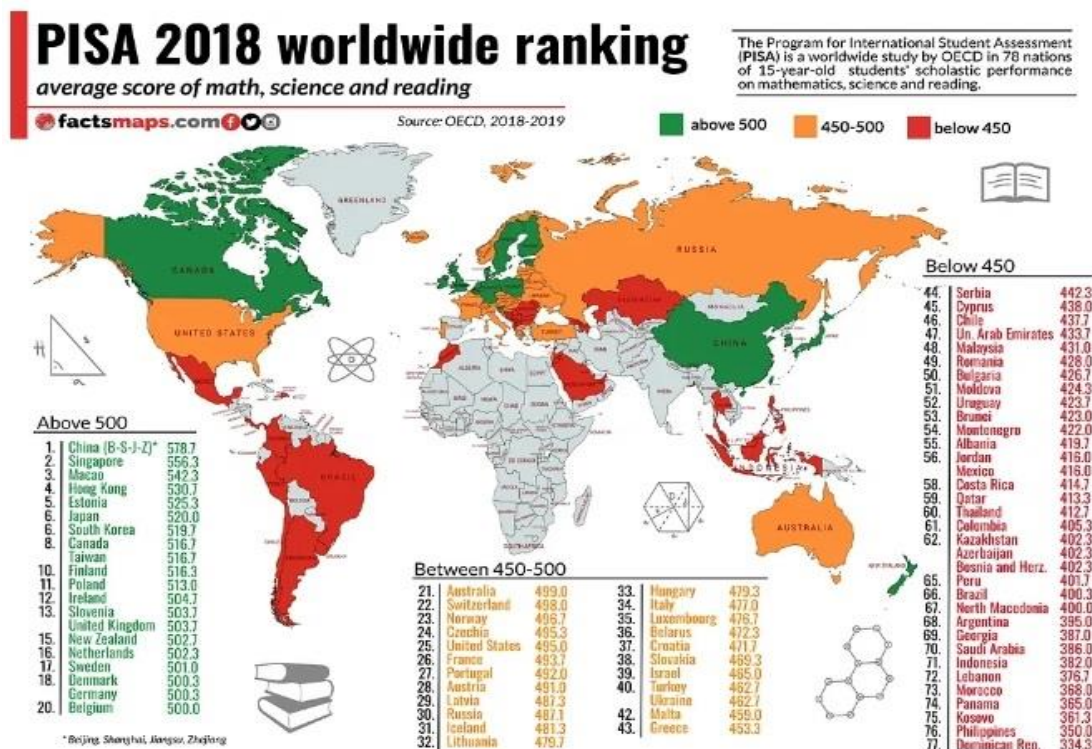 PISA 2018 worldwide ranking
average score of math, science and reading
factsmaps.com
Source: OECD, 2018-2019
The Program for International Student Assessment
(PISA) is a worldwide study by OECD in 78 nations
of 15-year-old students' scholastic performance
on mathematics, science and reading.
above 500
450-500
below 450
GREENLAND
CANADA
UNITED STATES
RUSSIA
CHINA
BRAZIL
INDONESIA
AUSTRALIA
Above 500
1. China (B-S-J-Z)* 578.7
2. Singapore 556.3
3. Macao 542.3
4. Hong Kong 530.7
5. Estonia 525.3
6. Japan 520.0
6. South Korea 519.7
8. Canada 516.7
Taiwan 516.7
10. Finland 516.3
11. Poland 513.0
12. Ireland 504.7
13. Slovenia 503.7
United Kingdom 503.7
15. New Zealand 502.7
16. Netherlands 502.3
17. Sweden 501.0
18. Denmark 500.3
Germany 500.3
20. Belgium 500.0
* Beijing, Shanghai, Jiangsu, Zhejiang
Between 450-500
21. Australia 499.0
22. Switzerland 498.0
23. Norway 496.7
24. Czechia 495.3
25. United States 495.0
26. France 493.7
27. Portugal 492.0
28. Austria 491.0
29. Latvia 487.3
30. Russia 487.1
31. Iceland 481.3
32. Lithuania 479.7
33. Hungary 479.3
34. Italy 477.0
35. Luxembourg 476.7
36. Belarus 472.3
37. Croatia 471.7
38. Slovakia 469.3
39. Israel 465.0
40. Turkey 462.7
Ukraine 462.7
42. Malta 459.0
43. Greece 453.3
Below 450
44. Serbia 442.3
45. Cyprus 438.0
46. Chile 437.7
47. Un. Arab Emirates 433.7
48. Malaysia 431.0
49. Romania 428.0
50. Bulgaria 426.7
51. Moldova 424.3
52. Uruguay 423.7
53. Brunei 423.0
54. Montenegro 422.0
55. Albania 419.7
56. Jordan 416.0
Mexico 416.0
58. Costa Rica 414.7
59. Qatar 413.3
60. Thailand 412.7
61. Colombia 405.3
62. Kazakhstan 402.3
Azerbaijan 402.3
Bosnia and Herz. 402.3
65. Peru 401.7
66. Brazil 400.3
67. North Macedonia 400.0
68. Argentina 395.0
69. Georgia 387.0
70. Saudi Arabia 386.0
71. Indonesia 382.0
72. Lebanon 376.7
73. Morocco 368.0
74. Panama 365.0
75. Kosovo 361.3
76. Philippines 350.0
77. Dominican Rep. 334.3